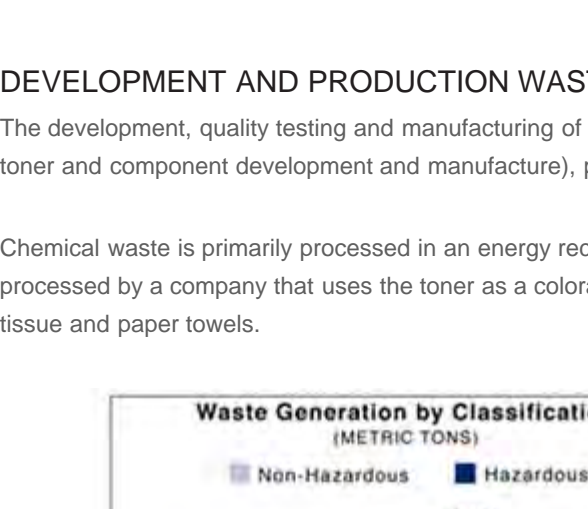 DEVELOPMENT AND PRODUCTION WAS
The development, quality testing and manufacturing of
toner and component development and manufacture), p
Chemical waste is primarily processed in an energy rec
processed by a company that uses the toner as a colora
tissue and paper towels.
Waste Generation by Classificati
(METRIC TONS)
Non-Hazardous Hazardous